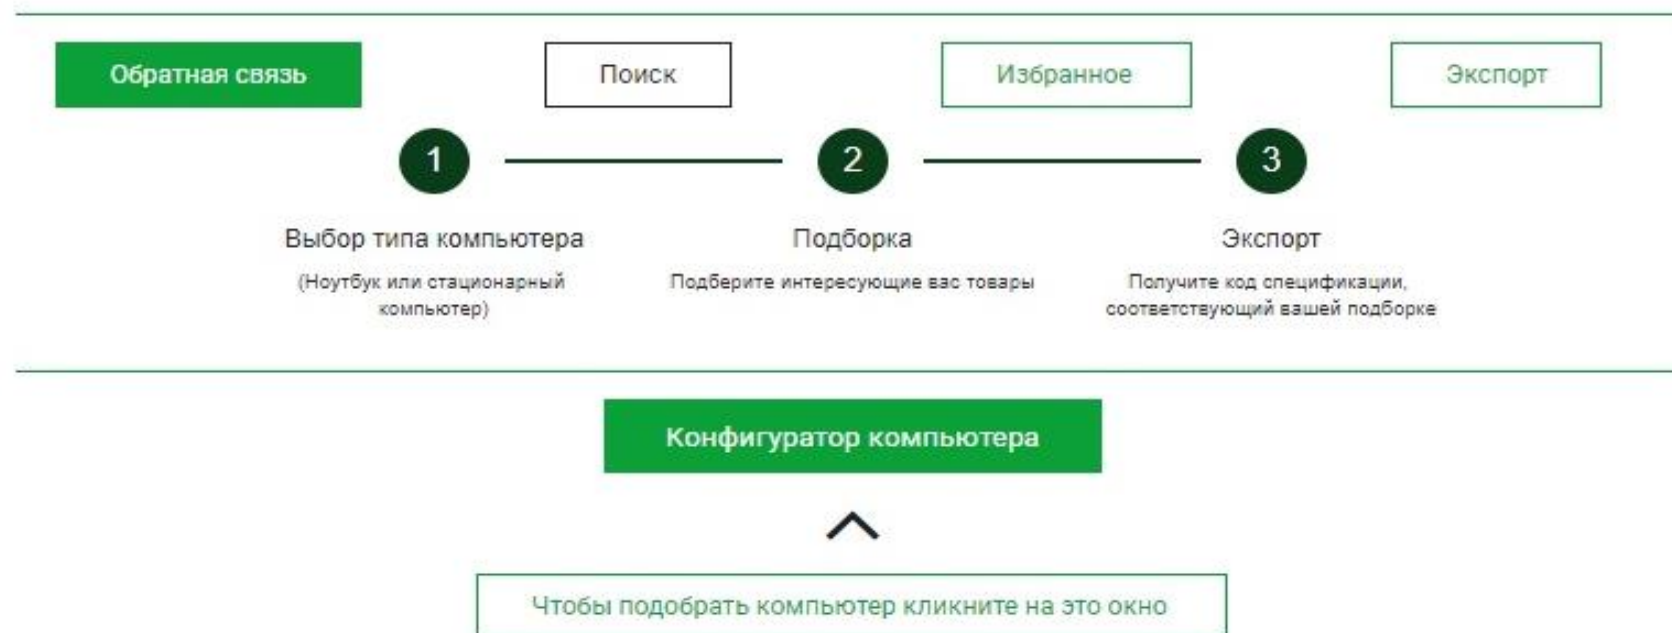 Обратная связь
Поиск
Избранное
Экспорт
1
2
3
Выбор типа компьютера
(Ноутбук или стационарный
компьютер)
Подборка
Подберите интересующие вас товары
Экспорт
Получите код спецификации,
соответствующий вашей подборке
Конфигуратор компьютера
Чтобы подобрать компьютер кликните на это окно